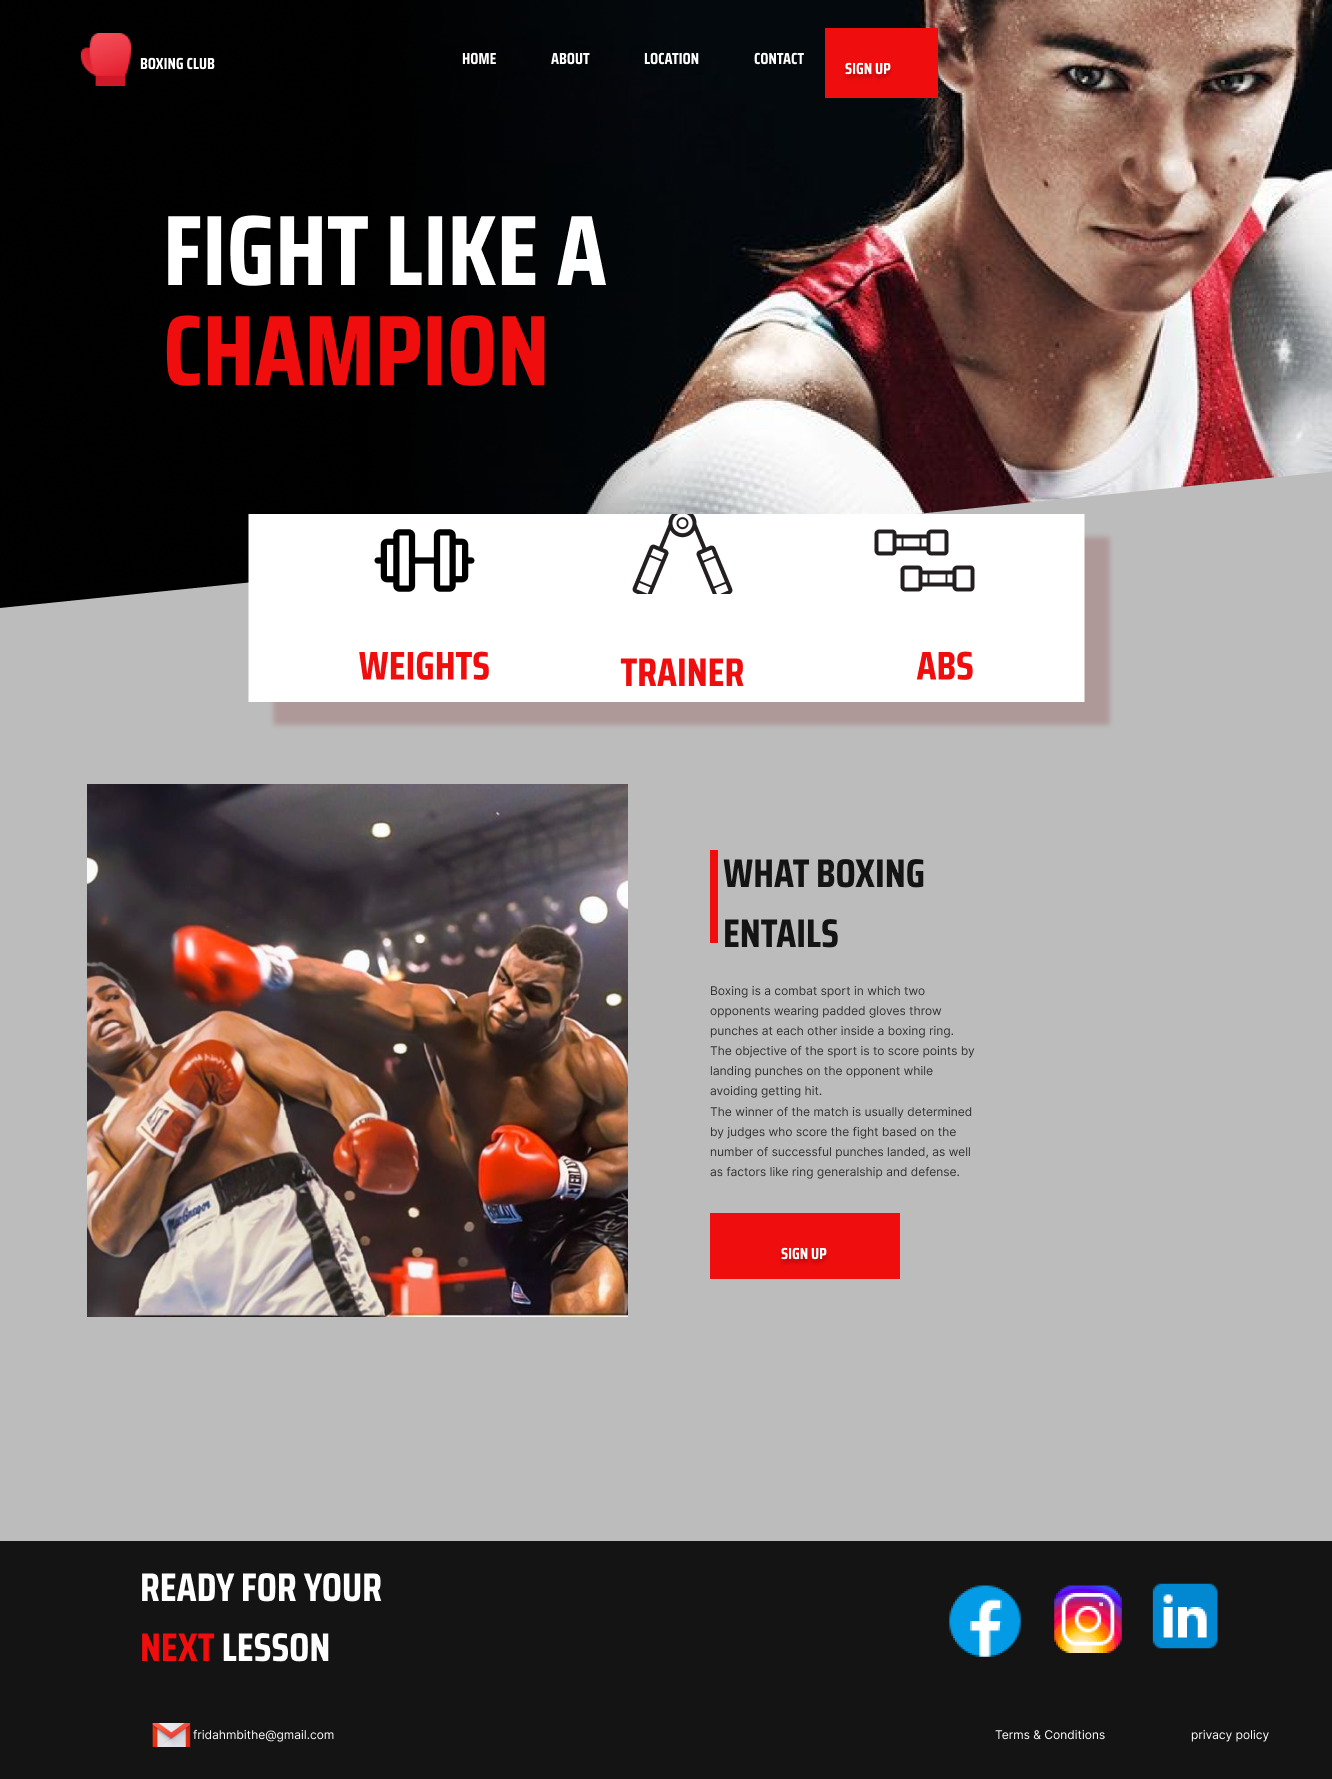 BOXING CLUB
HOME
ABOUT
LOCATION
CONTACT
SIGN UP
FIGHT LIKE A
CHAMPION
WEIGHTS
TRAINER
ABS
WHAT BOXING
ENTAILS
Boxing is a combat sport in which two
opponents wearing padded gloves throw
punches at each other inside a boxing ring.
The objective of the sport is to score points by
landing punches on the opponent while
avoiding getting hit.
The winner of the match is usually determined
by judges who score the fight based on the
number of successful punches landed, as well
as factors like ring generalship and defense.
SIGN UP
MacGregor
READY FOR YOUR
NEXT LESSON
f
in
fridahmbithe@gmail.com
Terms & Conditions
privacy policy